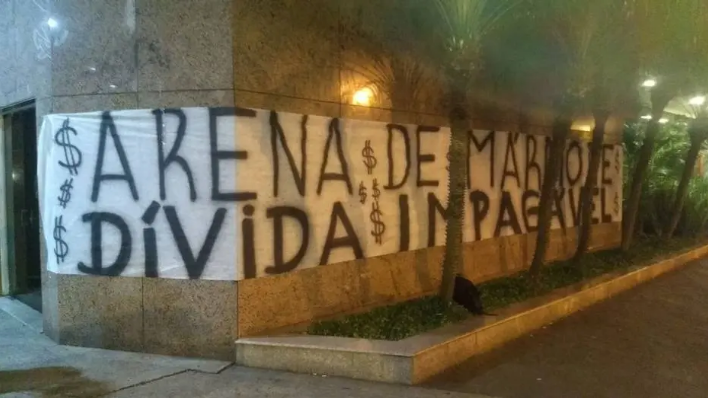 $ ARENA $ DE $ MÁRMORE $
$ DÍVIDA $ IMPAGÁVEL $